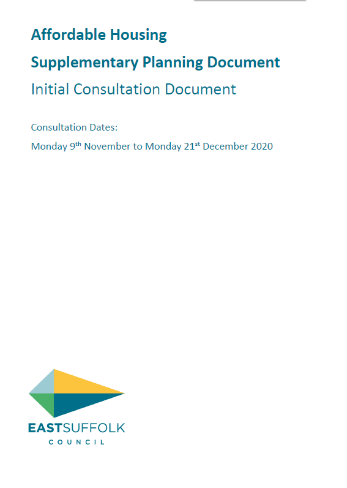 Affordable Housing
Supplementary Planning Document
Initial Consultation Document
Consultation Dates:
Monday 9th November to Monday 21st December 2020
EASTSUFFOLK
COUNCIL